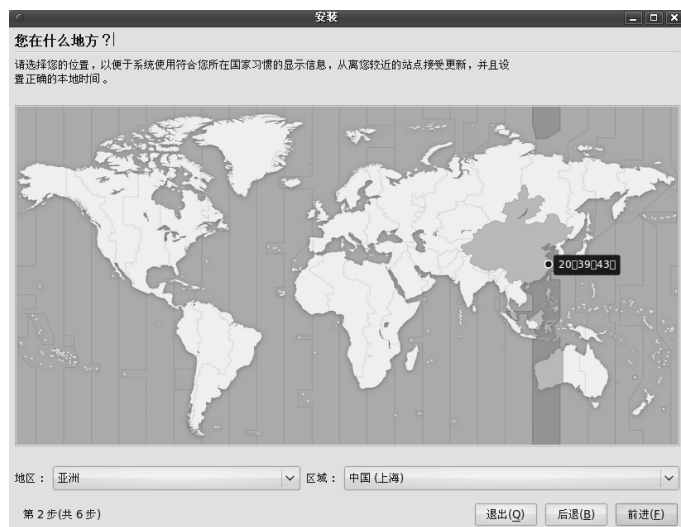 安装
您在什么地方？
请选择您的位置，以便于系统使用符合您所在国家习惯的显示信息，从离您较近的站点接受更新，并且设
置正确的本地时间。
20▯39▯43▯
地区： 亚洲 区域： 中国 (上海)
第 2 步(共 6 步) 退出(Q) 后退(B) 前进(F)